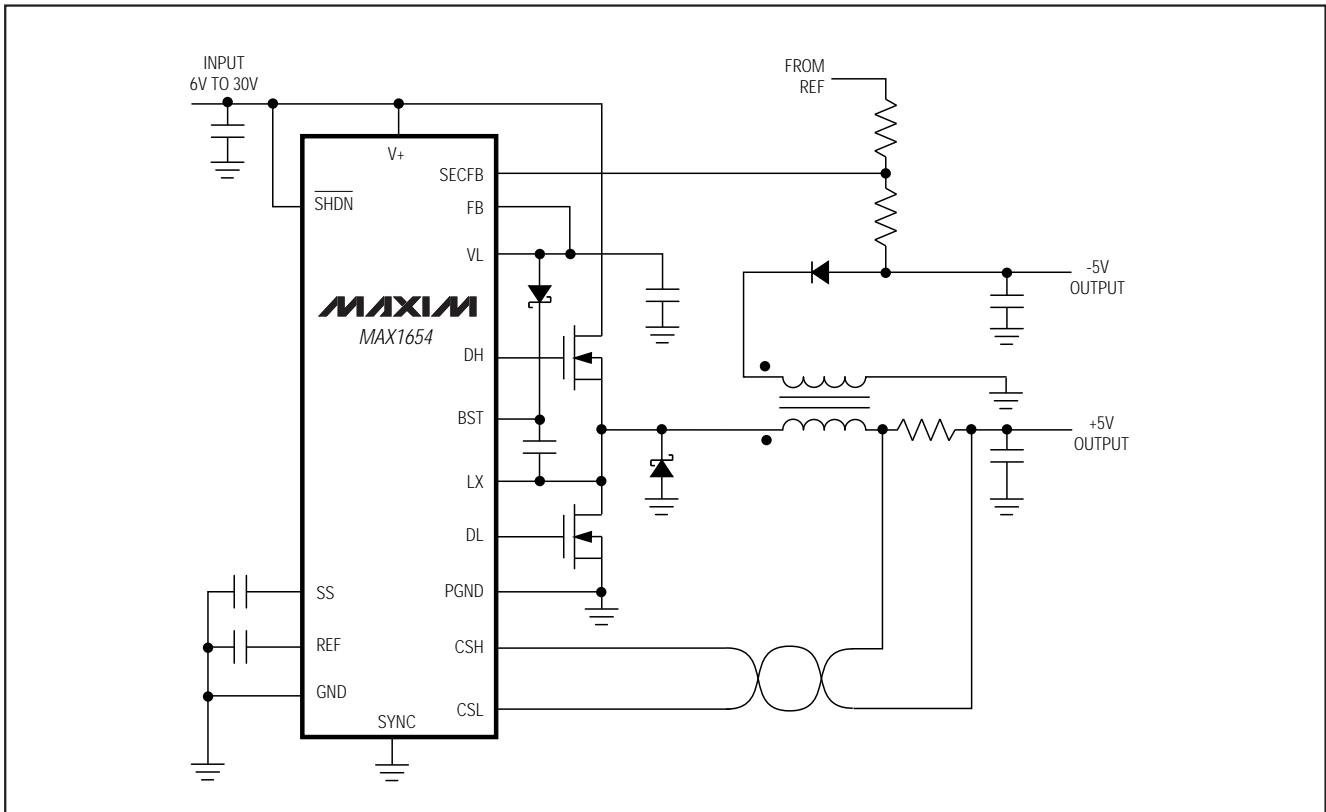 INPUT
6V TO 30V
FROM
REF
V+
SECFB
SHDN
FB
VL
-5V
OUTPUT
MAXIM
MAX1654
DH
BST
+5V
OUTPUT
LX
DL
SS
PGND
REF
CSH
GND
CSL
SYNC